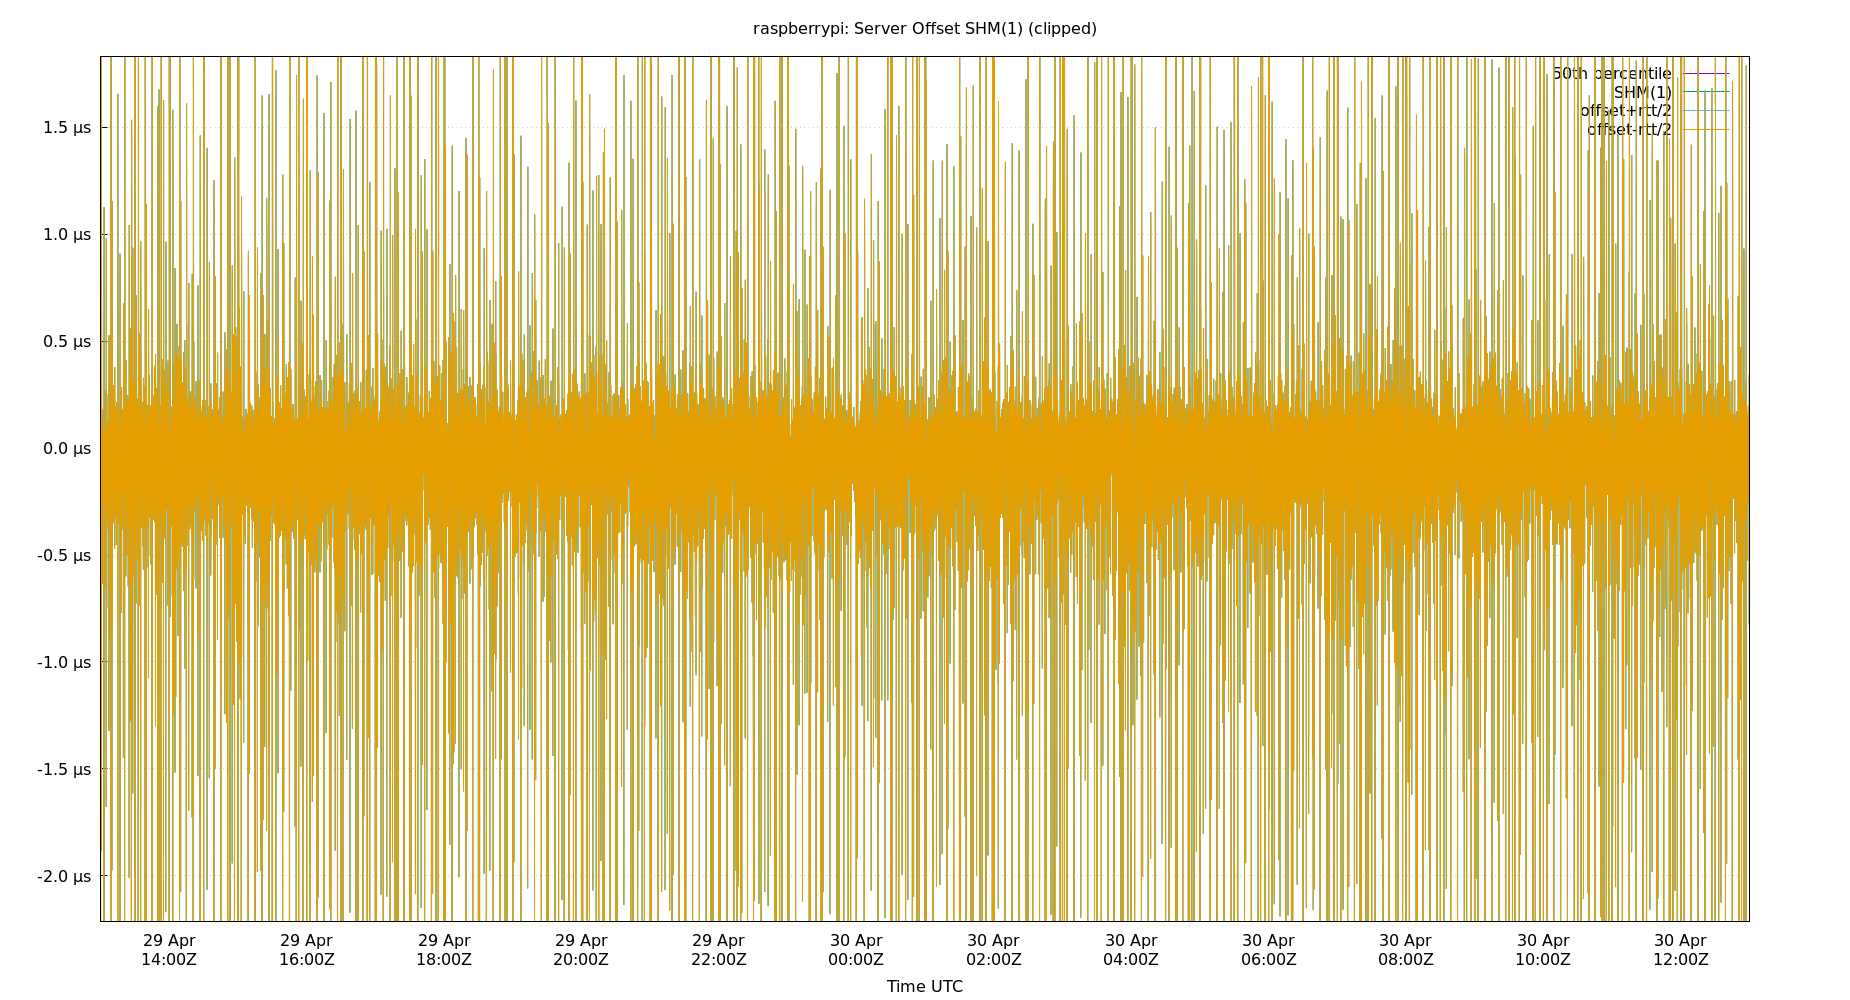 raspberrypi: Server Offset SHM(1) (clipped)
50th percentile
SHM(1)
offset+rtt/2
offset-rtt/2
1.5 µs
1.0 µs
0.5 µs
0.0 µs
-0.5 µs
-1.0 µs
-1.5 µs
-2.0 µs
29 Apr 29 Apr 29 Apr 29 Apr 29 Apr 30 Apr 30 Apr 30 Apr 30 Apr 30 Apr 30 Apr 30 Apr
14:00Z 16:00Z 18:00Z 20:00Z 22:00Z 00:00Z 02:00Z 04:00Z 06:00Z 08:00Z 10:00Z 12:00Z
Time UTC